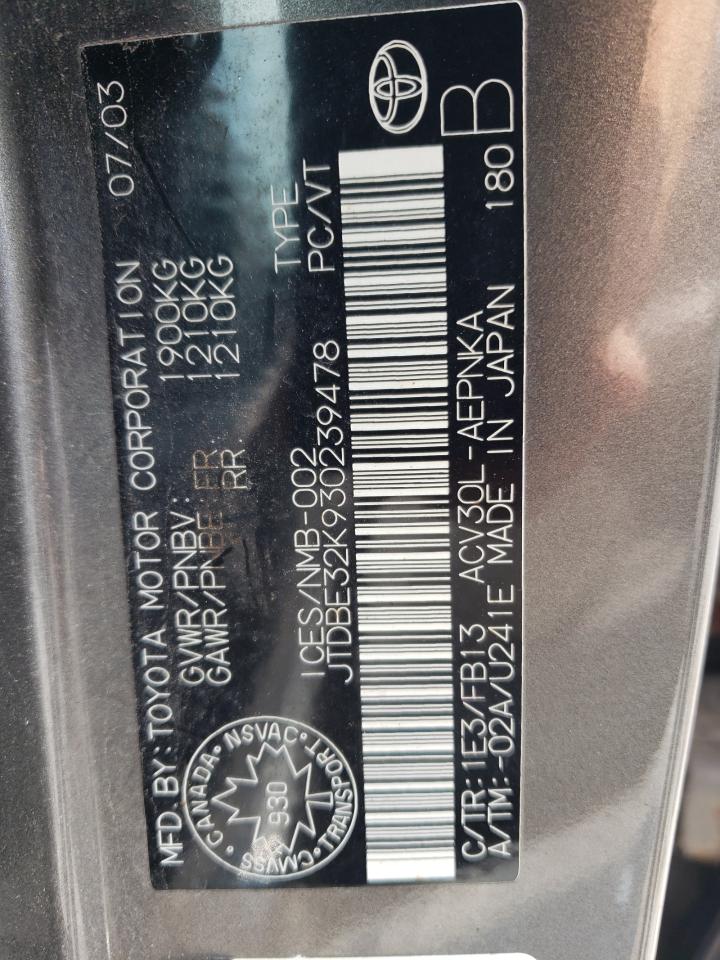 MFD. BY: TOYOTA MOTOR CORPORATION 07/03
GVWR/PNBV: 1900KG
GAWR/PNBE FR 1210KG
RR 1210KG
CANADA • NSVAC • TRANSPORT • CMVSS •
930
ICES/NMB-002 TYPE
JTDBE32K930239478 PC/VT
C/TR: 1E3/FB13 ACV30L-AEPNKA
A/TM: -02A/U241E MADE IN JAPAN 180
B